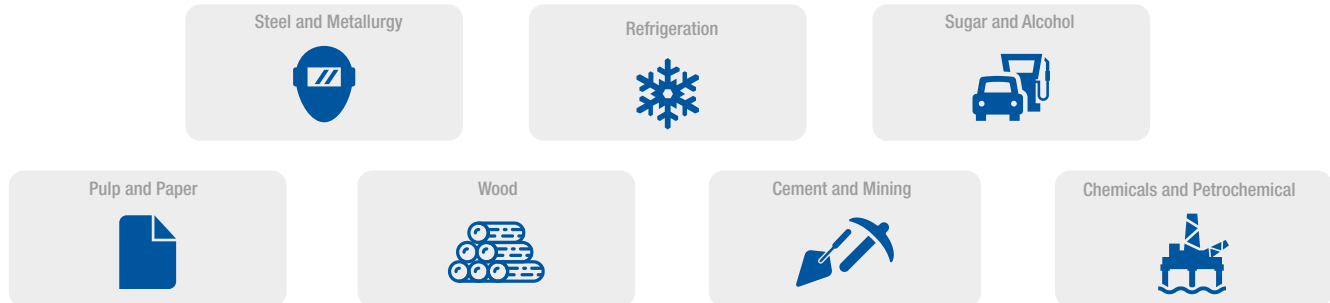 Steel and Metallurgy
Refrigeration
Sugar and Alcohol
Pulp and Paper
Wood
Cement and Mining
Chemicals and Petrochemical